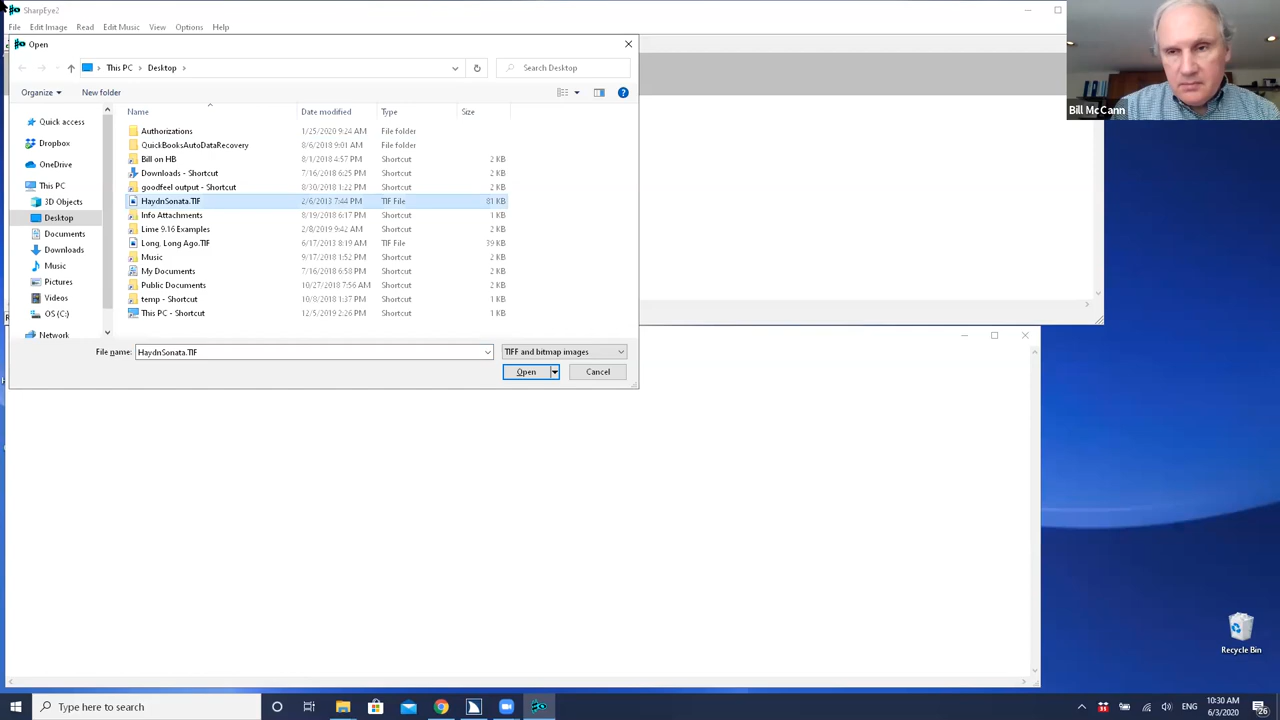 SharpEye2
File Edit Image Read Edit Music View Options Help
Open
This PC Desktop
Search Desktop
Organize New folder
Name Date modified Type Size
Quick access
Dropbox
OneDrive
This PC
3D Objects
Desktop
Documents
Downloads
Music
Pictures
Videos
OS (C:)
Network
Authorizations 1/25/2020 9:24 AM File folder
QuickBooksAutoDataRecovery 8/6/2018 9:01 AM File folder
Bill on HB 8/1/2018 4:57 PM Shortcut 2 KB
Downloads - Shortcut 7/16/2018 6:25 PM Shortcut 2 KB
goodfeel output - Shortcut 8/30/2018 1:22 PM Shortcut 2 KB
HaydnSonata.TIF 2/6/2013 7:44 PM TIF File 81 KB
Info Attachments 8/19/2018 6:17 PM Shortcut 1 KB
Lime 9.16 Examples 2/8/2019 9:42 AM Shortcut 2 KB
Long, Long Ago.TIF 6/17/2013 8:19 AM TIF File 39 KB
Music 9/17/2018 1:52 PM Shortcut 2 KB
My Documents 7/16/2018 6:58 PM Shortcut 2 KB
Public Documents 10/27/2018 7:56 AM Shortcut 2 KB
temp - Shortcut 10/8/2018 1:37 PM Shortcut 1 KB
This PC - Shortcut 12/5/2019 2:26 PM Shortcut 1 KB
File name: HaydnSonata.TIF TIFF and bitmap images
Open Cancel
Bill McCann
Recycle Bin
Type here to search
ENG
10:30 AM
6/3/2020
26